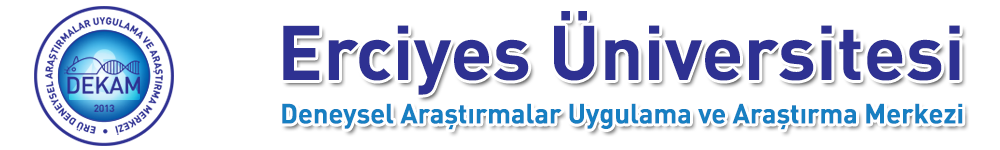 ERÜ DENEYSEL ARAŞTIRMALAR UYGULAMA VE ARAŞTIRMA MERKEZİ
DEKAM
2013
Erciyes Üniversitesi
Deneysel Araştırmalar Uygulama ve Araştırma Merkezi